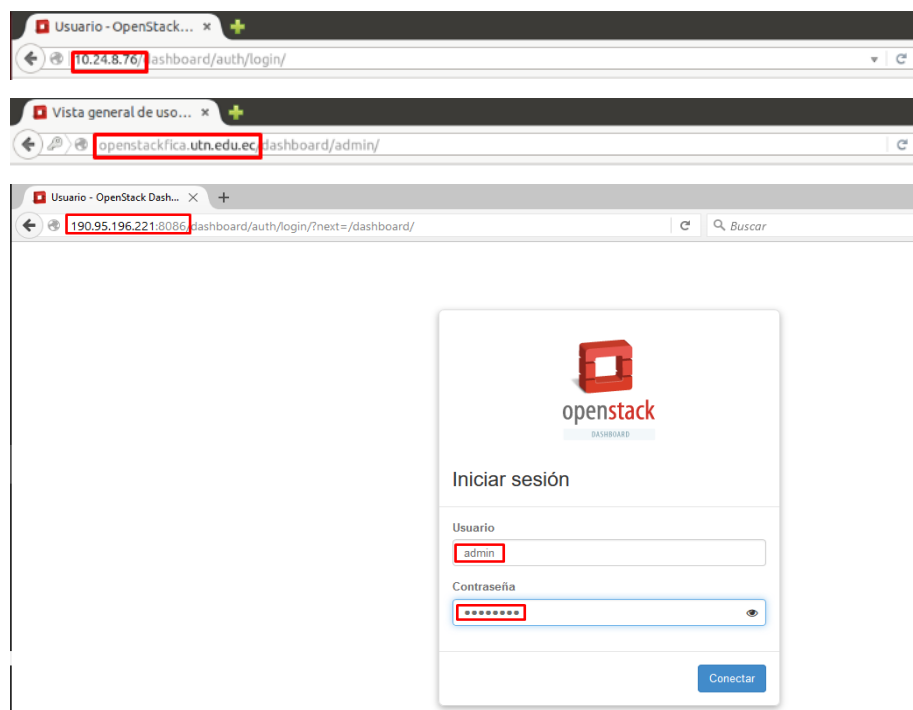 Usuario - OpenStack... ×
10.24.8.76/dashboard/auth/login/
Vista general de uso... ×
openstackfica.utn.edu.ec/dashboard/admin/
Usuario - OpenStack Dash... × +
190.95.196.221:8086/dashboard/auth/login/?next=/dashboard/
Buscar
openstack
DASHBOARD
Iniciar sesión
Usuario
admin
Contraseña
Conectar